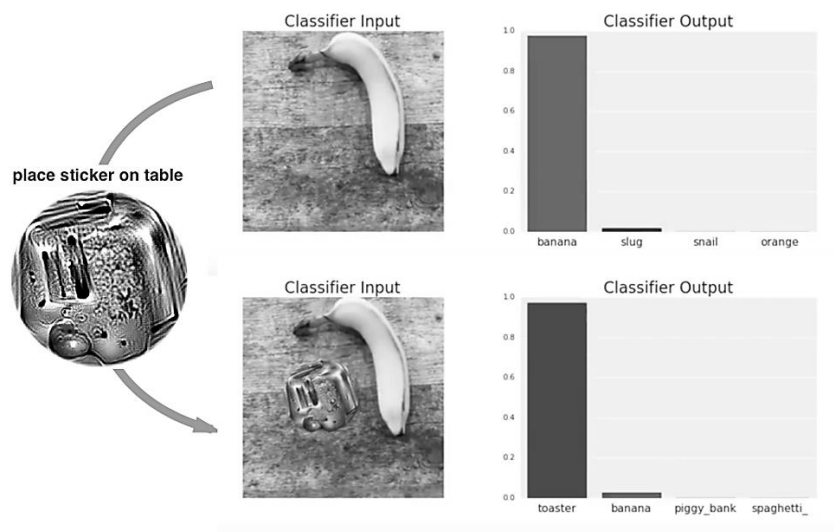 Classifier Input
Classifier Output
1.0
0.8
0.6
0.4
0.2
0.0
banana slug snail orange
place sticker on table
Classifier Input
Classifier Output
1.0
0.8
0.6
0.4
0.2
0.0
toaster banana piggy_bank spaghetti_